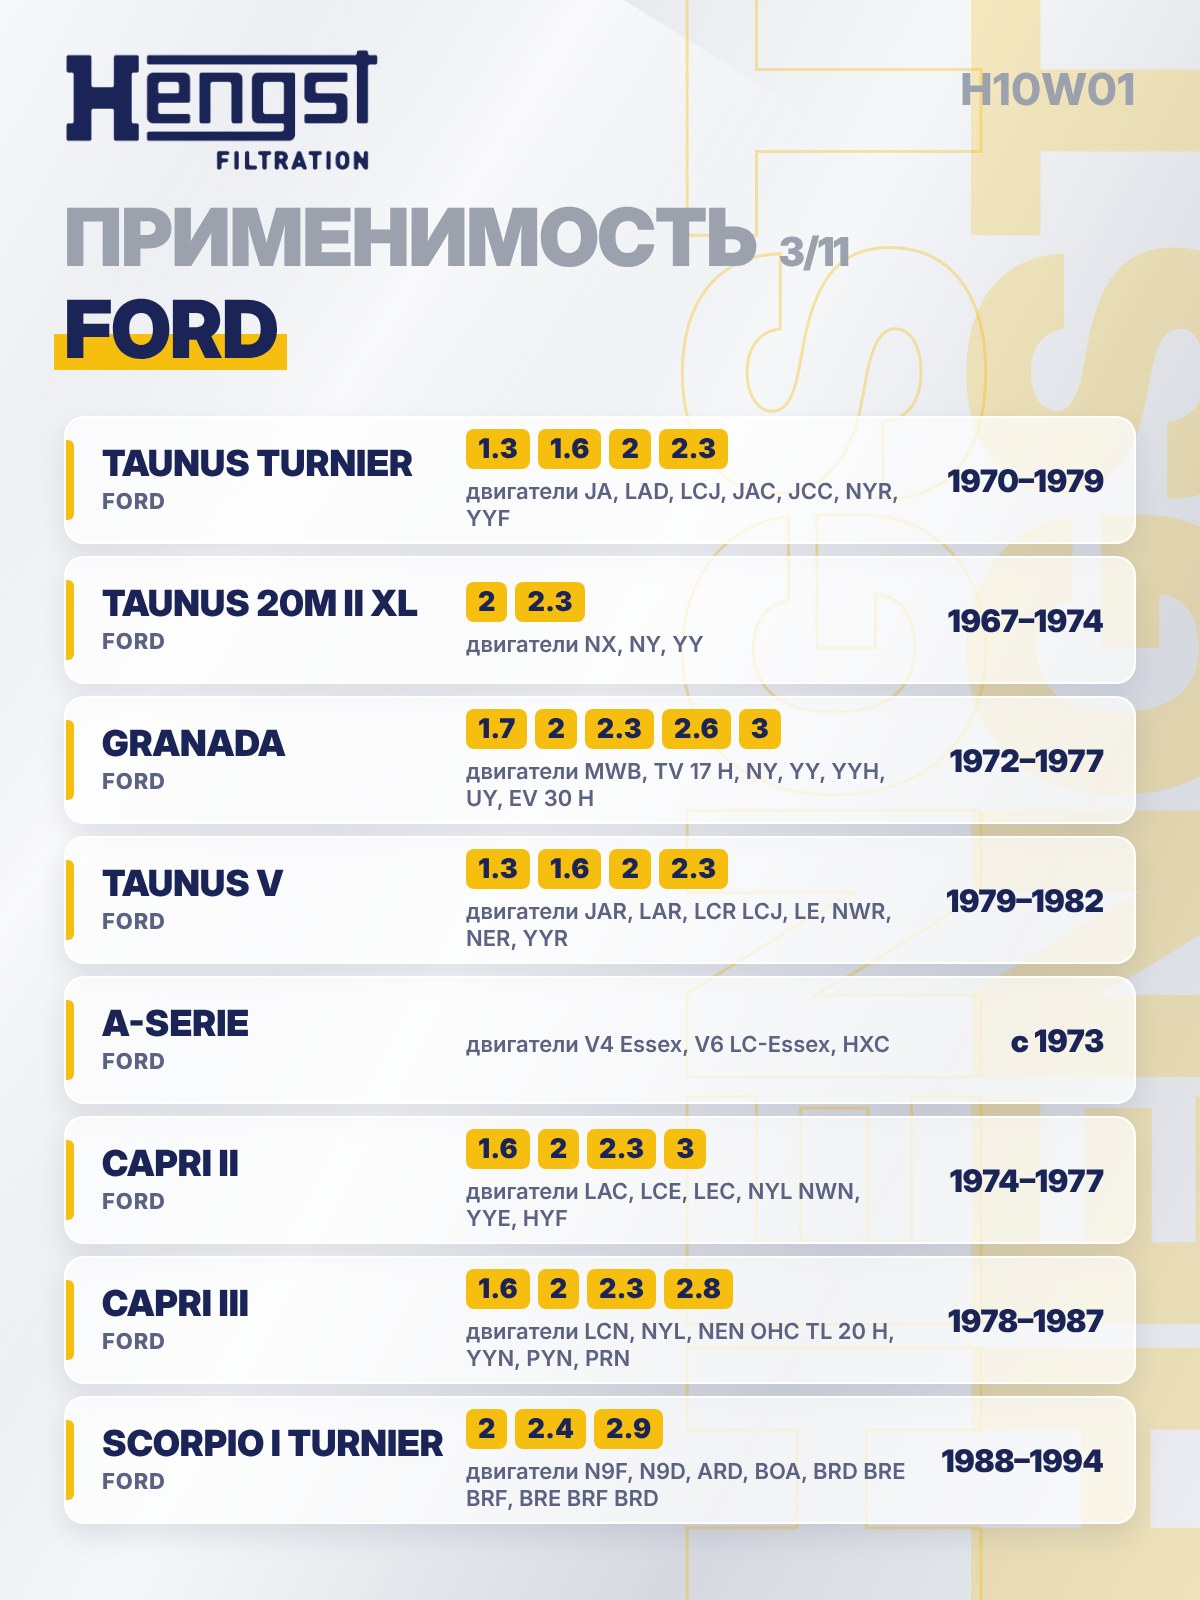 Hengst
FILTRATION
H10W01
ПРИМЕНИМОСТЬ 3/11
FORD
TAUNUS TURNIER
FORD
1.3 1.6 2 2.3
двигатели JA, LAD, LCJ, JAC, JCC, NYR,
YYF
1970–1979
TAUNUS 20M II XL
FORD
2 2.3
двигатели NX, NY, YY
1967–1974
GRANADA
FORD
1.7 2 2.3 2.6 3
двигатели MWB, TV 17 H, NY, YY, YYH,
UY, EV 30 H
1972–1977
TAUNUS V
FORD
1.3 1.6 2 2.3
двигатели JAR, LAR, LCR LCJ, LE, NWR,
NER, YYR
1979–1982
A-SERIE
FORD
двигатели V4 Essex, V6 LC-Essex, HXC
с 1973
CAPRI II
FORD
1.6 2 2.3 3
двигатели LAC, LCE, LEC, NYL NWN,
YYE, HYF
1974–1977
CAPRI III
FORD
1.6 2 2.3 2.8
двигатели LCN, NYL, NEN OHC TL 20 H,
YYN, PYN, PRN
1978–1987
SCORPIO I TURNIER
FORD
2 2.4 2.9
двигатели N9F, N9D, ARD, BOA, BRD BRE
BRF, BRE BRF BRD
1988–1994
HENGST
HENGST